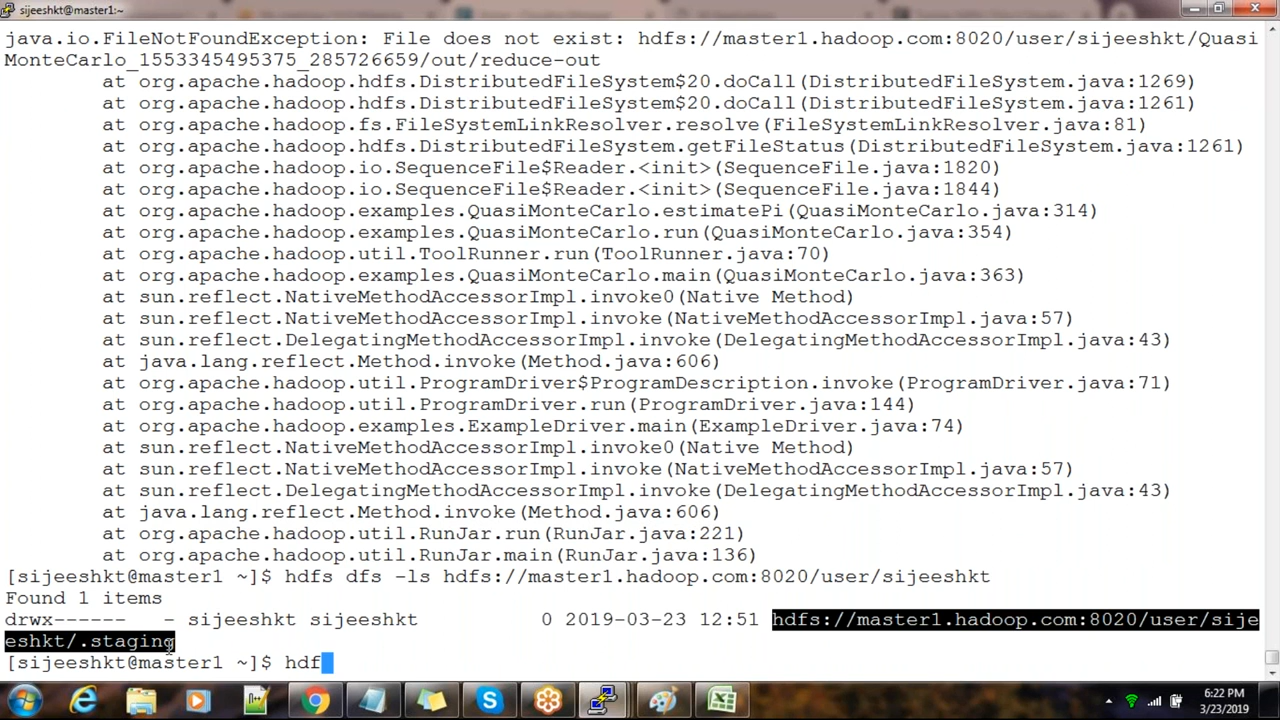 sijeeshkt@master1:~
java.io.FileNotFoundException: File does not exist: hdfs://master1.hadoop.com:8020/user/sijeeshkt/Quasi
MonteCarlo_1553345495375_285726659/out/reduce-out
at org.apache.hadoop.hdfs.DistributedFileSystem$20.doCall(DistributedFileSystem.java:1269)
at org.apache.hadoop.hdfs.DistributedFileSystem$20.doCall(DistributedFileSystem.java:1261)
at org.apache.hadoop.fs.FileSystemLinkResolver.resolve(FileSystemLinkResolver.java:81)
at org.apache.hadoop.hdfs.DistributedFileSystem.getFileStatus(DistributedFileSystem.java:1261)
at org.apache.hadoop.io.SequenceFile$Reader.<init>(SequenceFile.java:1820)
at org.apache.hadoop.io.SequenceFile$Reader.<init>(SequenceFile.java:1844)
at org.apache.hadoop.examples.QuasiMonteCarlo.estimatePi(QuasiMonteCarlo.java:314)
at org.apache.hadoop.examples.QuasiMonteCarlo.run(QuasiMonteCarlo.java:354)
at org.apache.hadoop.util.ToolRunner.run(ToolRunner.java:70)
at org.apache.hadoop.examples.QuasiMonteCarlo.main(QuasiMonteCarlo.java:363)
at sun.reflect.NativeMethodAccessorImpl.invoke0(Native Method)
at sun.reflect.NativeMethodAccessorImpl.invoke(NativeMethodAccessorImpl.java:57)
at sun.reflect.DelegatingMethodAccessorImpl.invoke(DelegatingMethodAccessorImpl.java:43)
at java.lang.reflect.Method.invoke(Method.java:606)
at org.apache.hadoop.util.ProgramDriver$ProgramDescription.invoke(ProgramDriver.java:71)
at org.apache.hadoop.util.ProgramDriver.run(ProgramDriver.java:144)
at org.apache.hadoop.examples.ExampleDriver.main(ExampleDriver.java:74)
at sun.reflect.NativeMethodAccessorImpl.invoke0(Native Method)
at sun.reflect.NativeMethodAccessorImpl.invoke(NativeMethodAccessorImpl.java:57)
at sun.reflect.DelegatingMethodAccessorImpl.invoke(DelegatingMethodAccessorImpl.java:43)
at java.lang.reflect.Method.invoke(Method.java:606)
at org.apache.hadoop.util.RunJar.run(RunJar.java:221)
at org.apache.hadoop.util.RunJar.main(RunJar.java:136)
[sijeeshkt@master1 ~]$ hdfs dfs -ls hdfs://master1.hadoop.com:8020/user/sijeeshkt
Found 1 items
drwx------ - sijeeshkt sijeeshkt 0 2019-03-23 12:51 hdfs://master1.hadoop.com:8020/user/sije
eshkt/.staging
[sijeeshkt@master1 ~]$ hdf
6:22 PM
3/23/2019